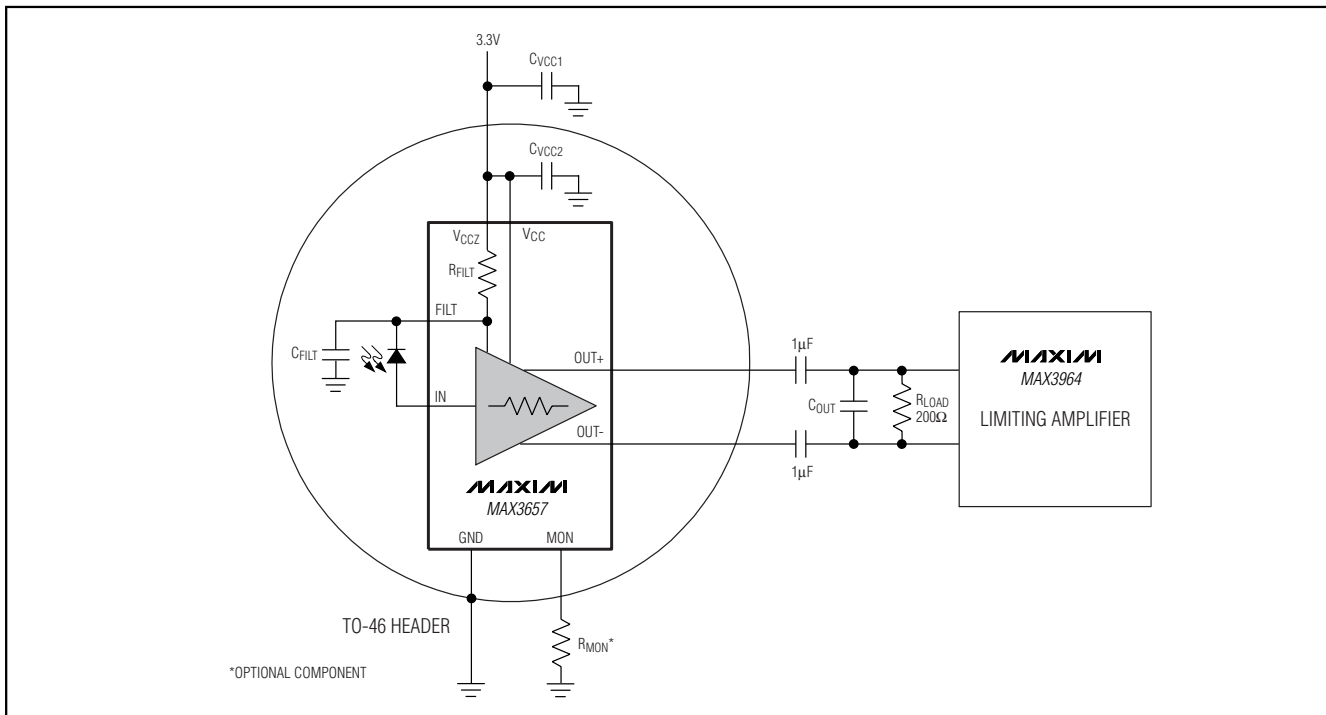 3.3V
CVCC1
CVCC2
VCCZ
VCC
RFILT
FILT
CFILT
IN
OUT+
OUT-
MAXIM
MAX3657
GND
MON
TO-46 HEADER
RMON*
*OPTIONAL COMPONENT
1µF
1µF
COUT
RLOAD
200Ω
MAXIM
MAX3964
LIMITING AMPLIFIER